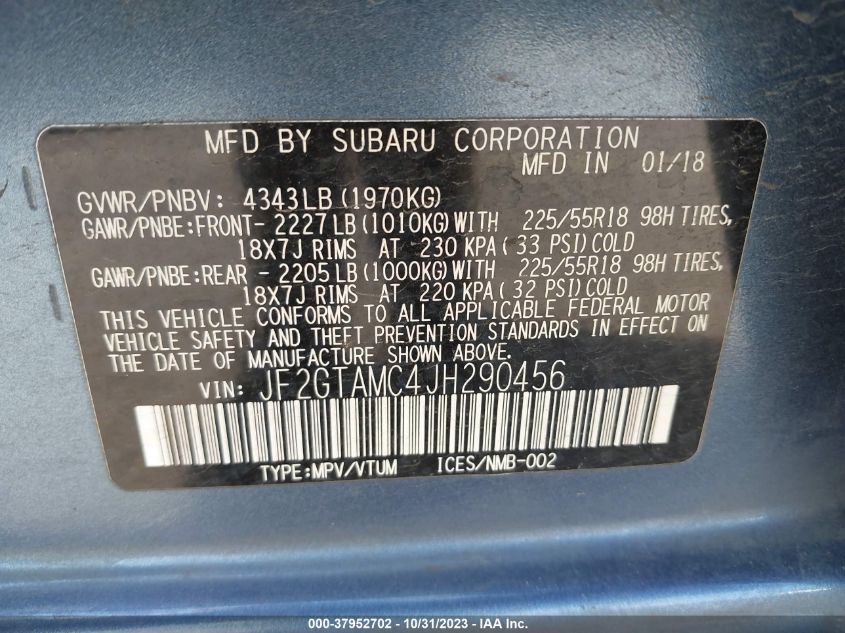 MFD BY SUBARU CORPORATION
MFD IN 01/18
GVWR/PNBV: 4343LB(1970KG)
GAWR/PNBE:FRONT- 2227LB(1010KG)WITH 225/55R18 98H TIRES,
18X7J RIMS AT 230 KPA( 33 PSI)COLD
GAWR/PNBE:REAR - 2205LB(1000KG)WITH 225/55R18 98H TIRES,
18X7J RIMS AT 220 KPA( 32 PSI)COLD
THIS VEHICLE CONFORMS TO ALL APPLICABLE FEDERAL MOTOR
VEHICLE SAFETY AND THEFT PREVENTION STANDARDS IN EFFECT ON
THE DATE OF MANUFACTURE SHOWN ABOVE.
VIN: JF2GTAMC4JH290456
TYPE:MPV/VTUM ICES/NMB-002
000-37952702 - 10/31/2023 - IAA Inc.